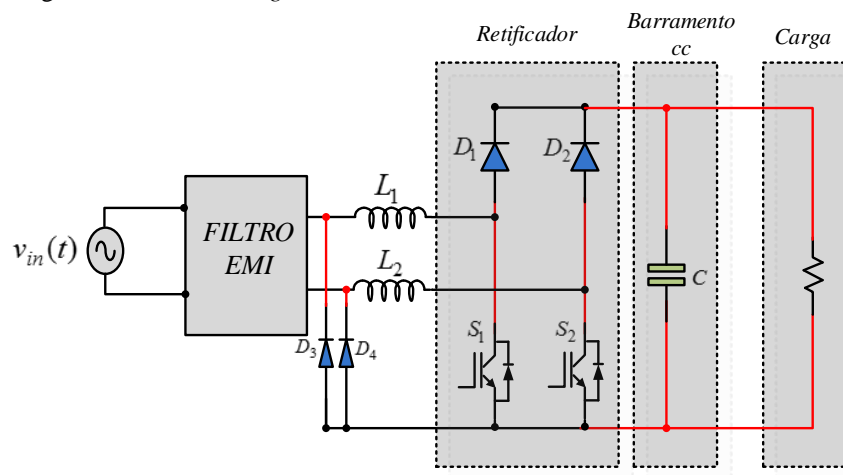 Retificador
Barramento
cc
Carga
D1
D2
L1
FILTRO
EMI
vin(t)
L2
C
S1
S2
D3
D4